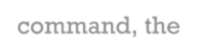 command, the